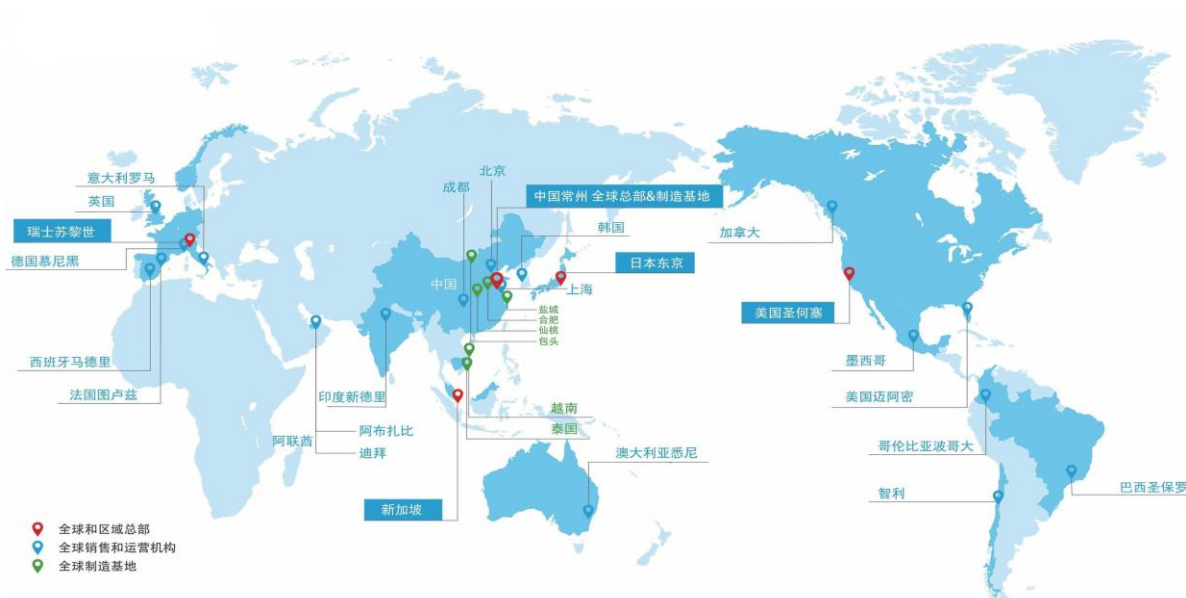 意大利罗马
英国
瑞士苏黎世
德国慕尼黑
西班牙马德里
法国图卢兹
成都
北京
中国常州 全球总部&制造基地
韩国
日本东京
中国
上海
盐城
合肥
仙桃
包头
印度新德里
阿联酋
阿布扎比
迪拜
越南
泰国
新加坡
澳大利亚悉尼
加拿大
美国圣何塞
墨西哥
美国迈阿密
哥伦比亚波哥大
智利
巴西圣保罗
全球和区域总部
全球销售和运营机构
全球制造基地